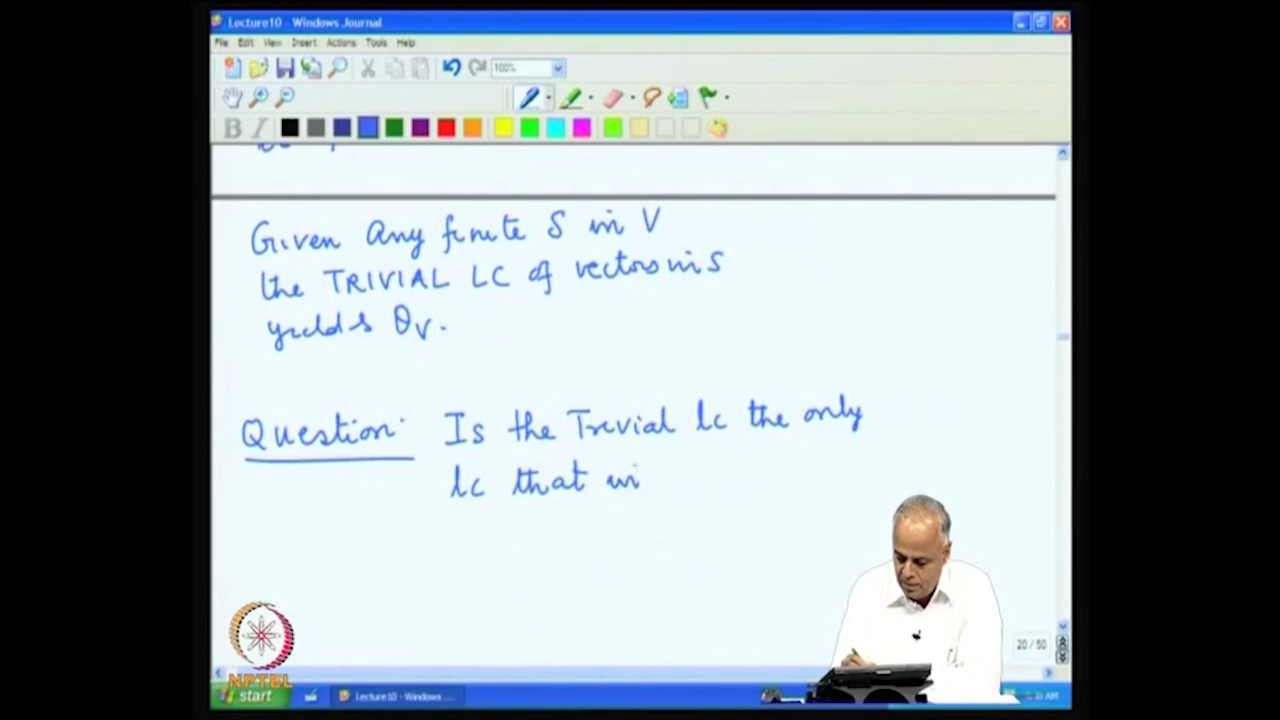 Lecture10 - Windows Journal
File Edit View Insert Actions Tools Help
100%
B I
Given Any finite S in V
the TRIVIAL LC of vectors in S
yields θv.
Question: Is the Trivial lc the only
lc that wi
20 / 50
NPTEL
start Lecture10 - Windows ...
AM